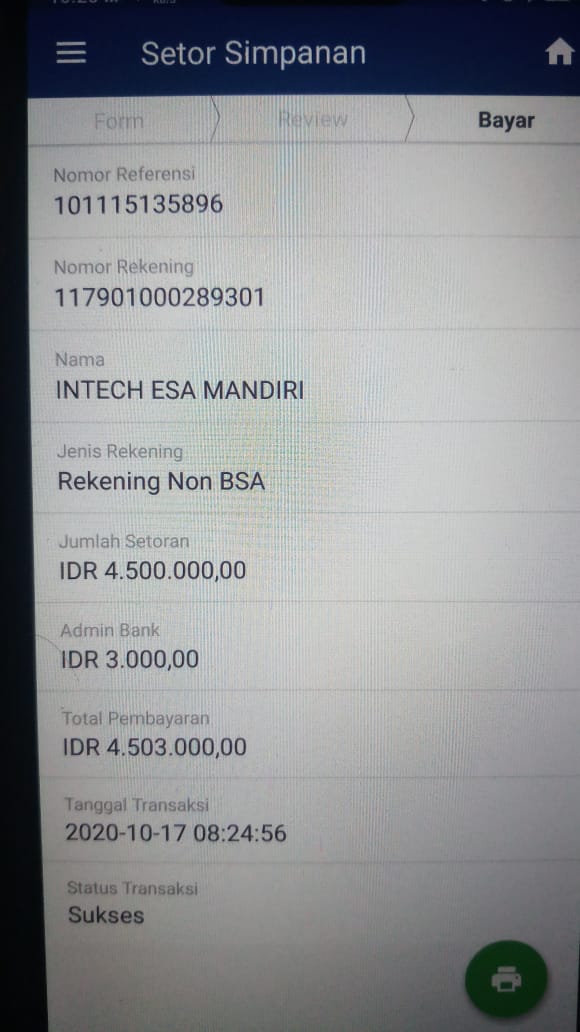 Setor Simpanan
Form
Review
Bayar
Nomor Referensi
101115135896
Nomor Rekening
117901000289301
Nama
INTECH ESA MANDIRI
Jenis Rekening
Rekening Non BSA
Jumlah Setoran
IDR 4.500.000,00
Admin Bank
IDR 3.000,00
Total Pembayaran
IDR 4.503.000,00
Tanggal Transaksi
2020-10-17 08:24:56
Status Transaksi
Sukses